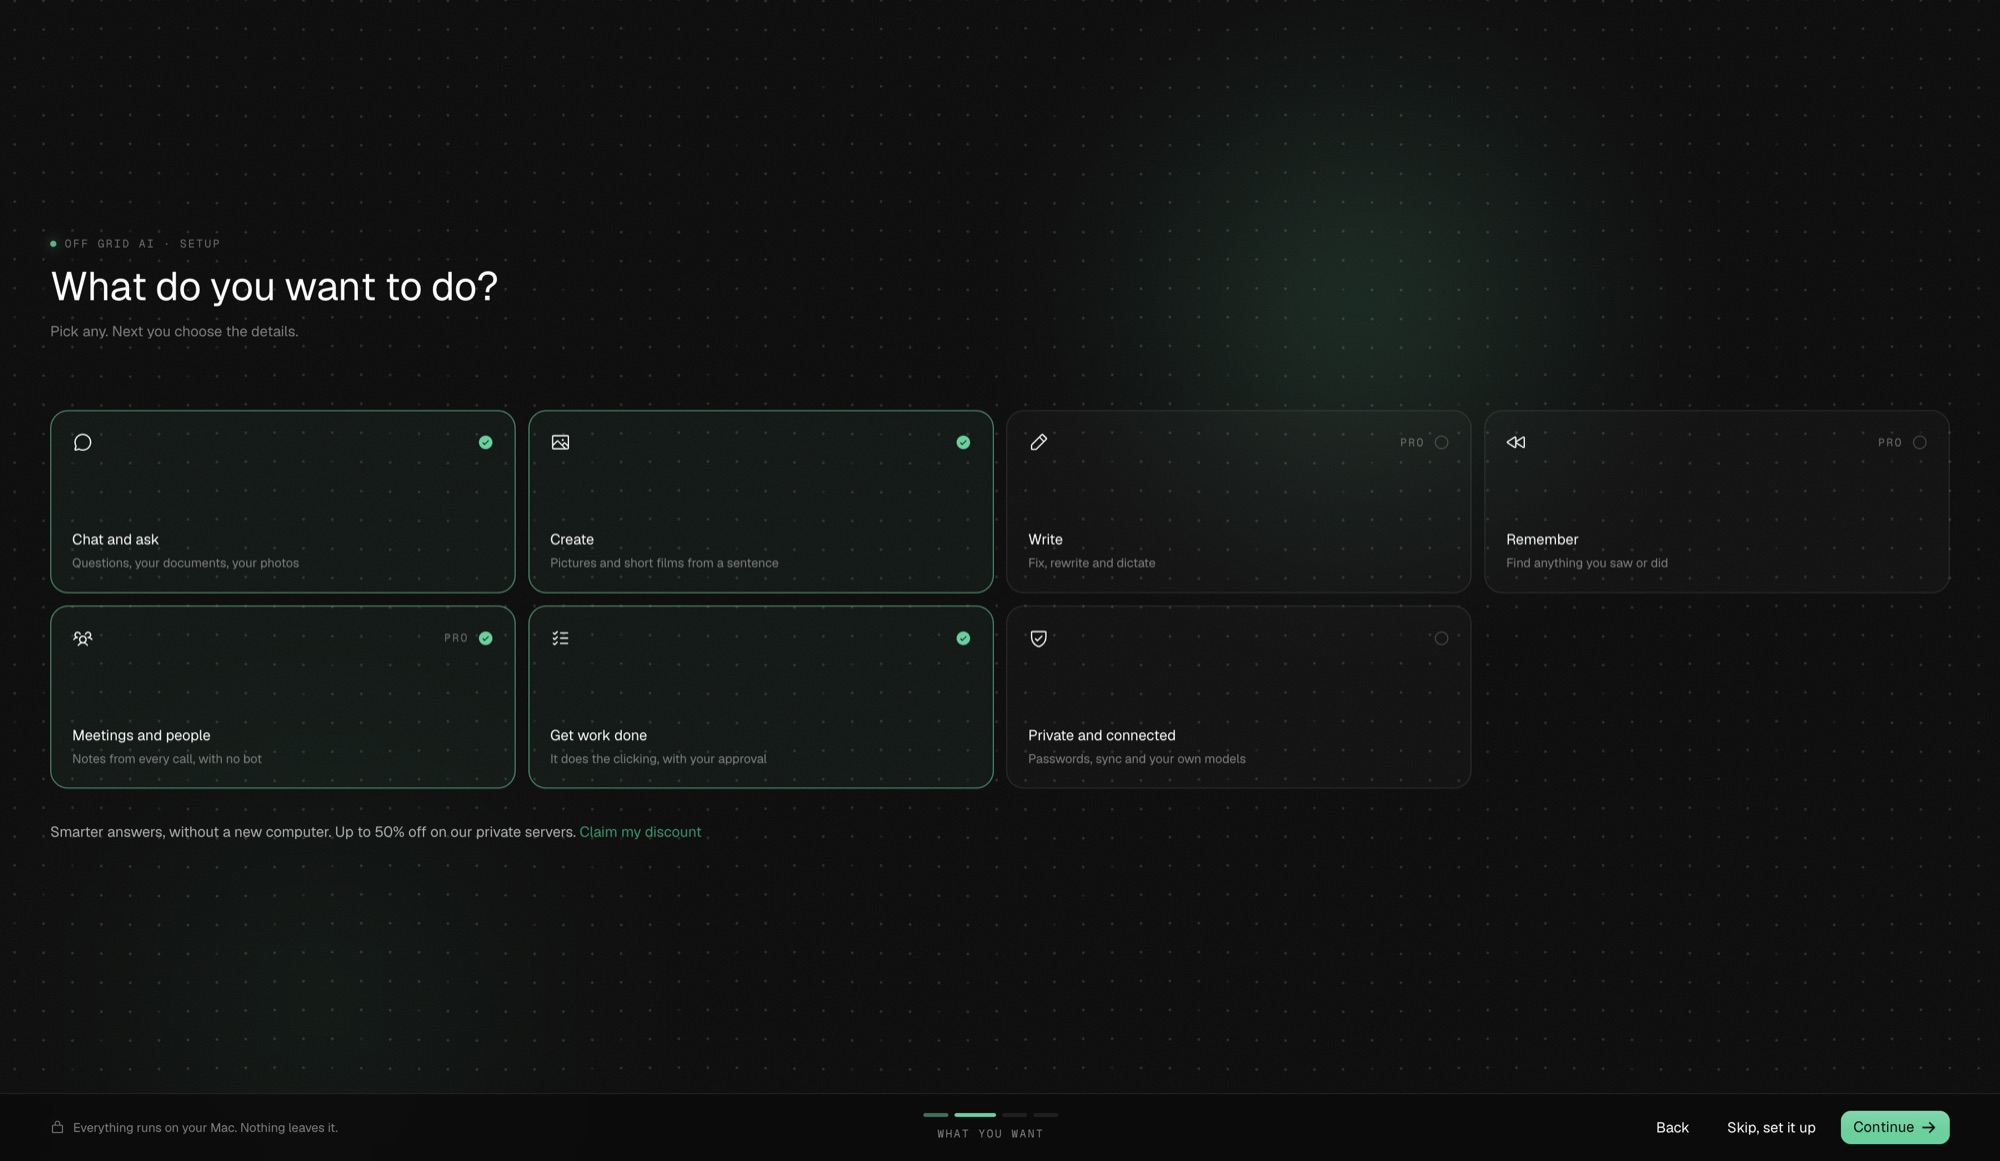 OFF GRID AI · SETUP
What do you want to do?
Pick any. Next you choose the details.
Chat and ask
Questions, your documents, your photos
Create
Pictures and short films from a sentence
PRO
Write
Fix, rewrite and dictate
PRO
Remember
Find anything you saw or did
PRO
Meetings and people
Notes from every call, with no bot
Get work done
It does the clicking, with your approval
Private and connected
Passwords, sync and your own models
Smarter answers, without a new computer. Up to 50% off on our private servers. Claim my discount
Everything runs on your Mac. Nothing leaves it.
WHAT YOU WANT
Back
Skip, set it up
Continue →